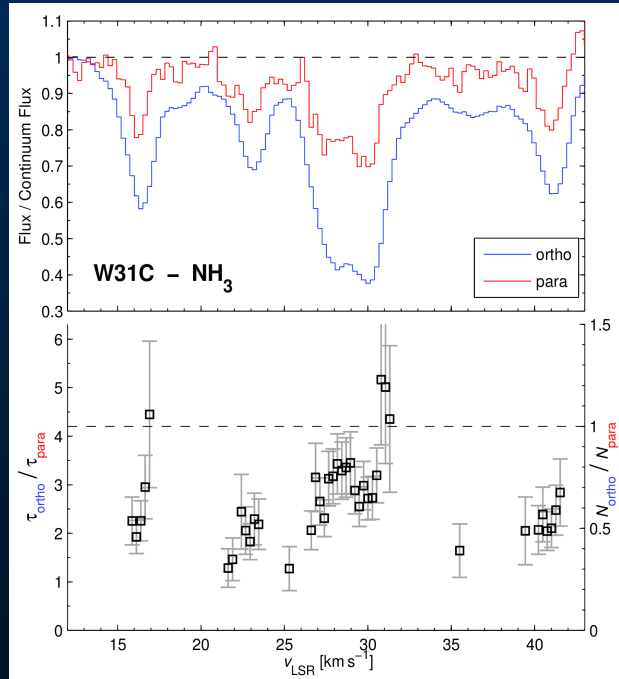 1.1
1
0.9
0.8
0.7
0.6
0.5
0.4
0.3
Flux / Continuum Flux
W31C − NH₃
ortho
para
6
5
4
3
2
1
0
τortho / τpara
1.5
1
0.5
0
Northo / Npara
15 20 25 30 35 40
vLSR [km s⁻¹]